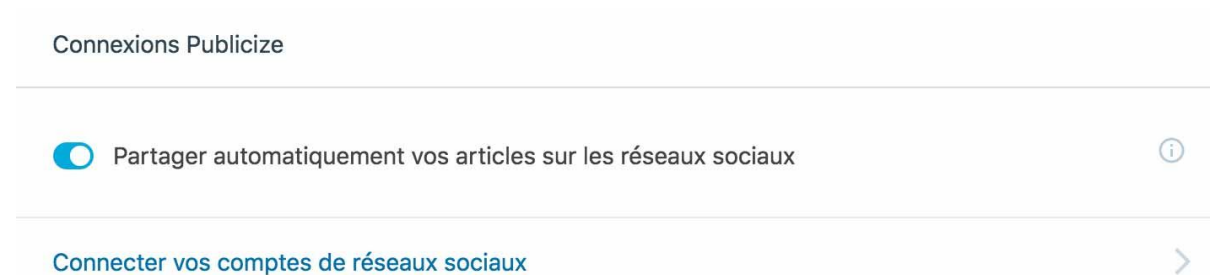 Connexions Publicize
Partager automatiquement vos articles sur les réseaux sociaux
Connecter vos comptes de réseaux sociaux